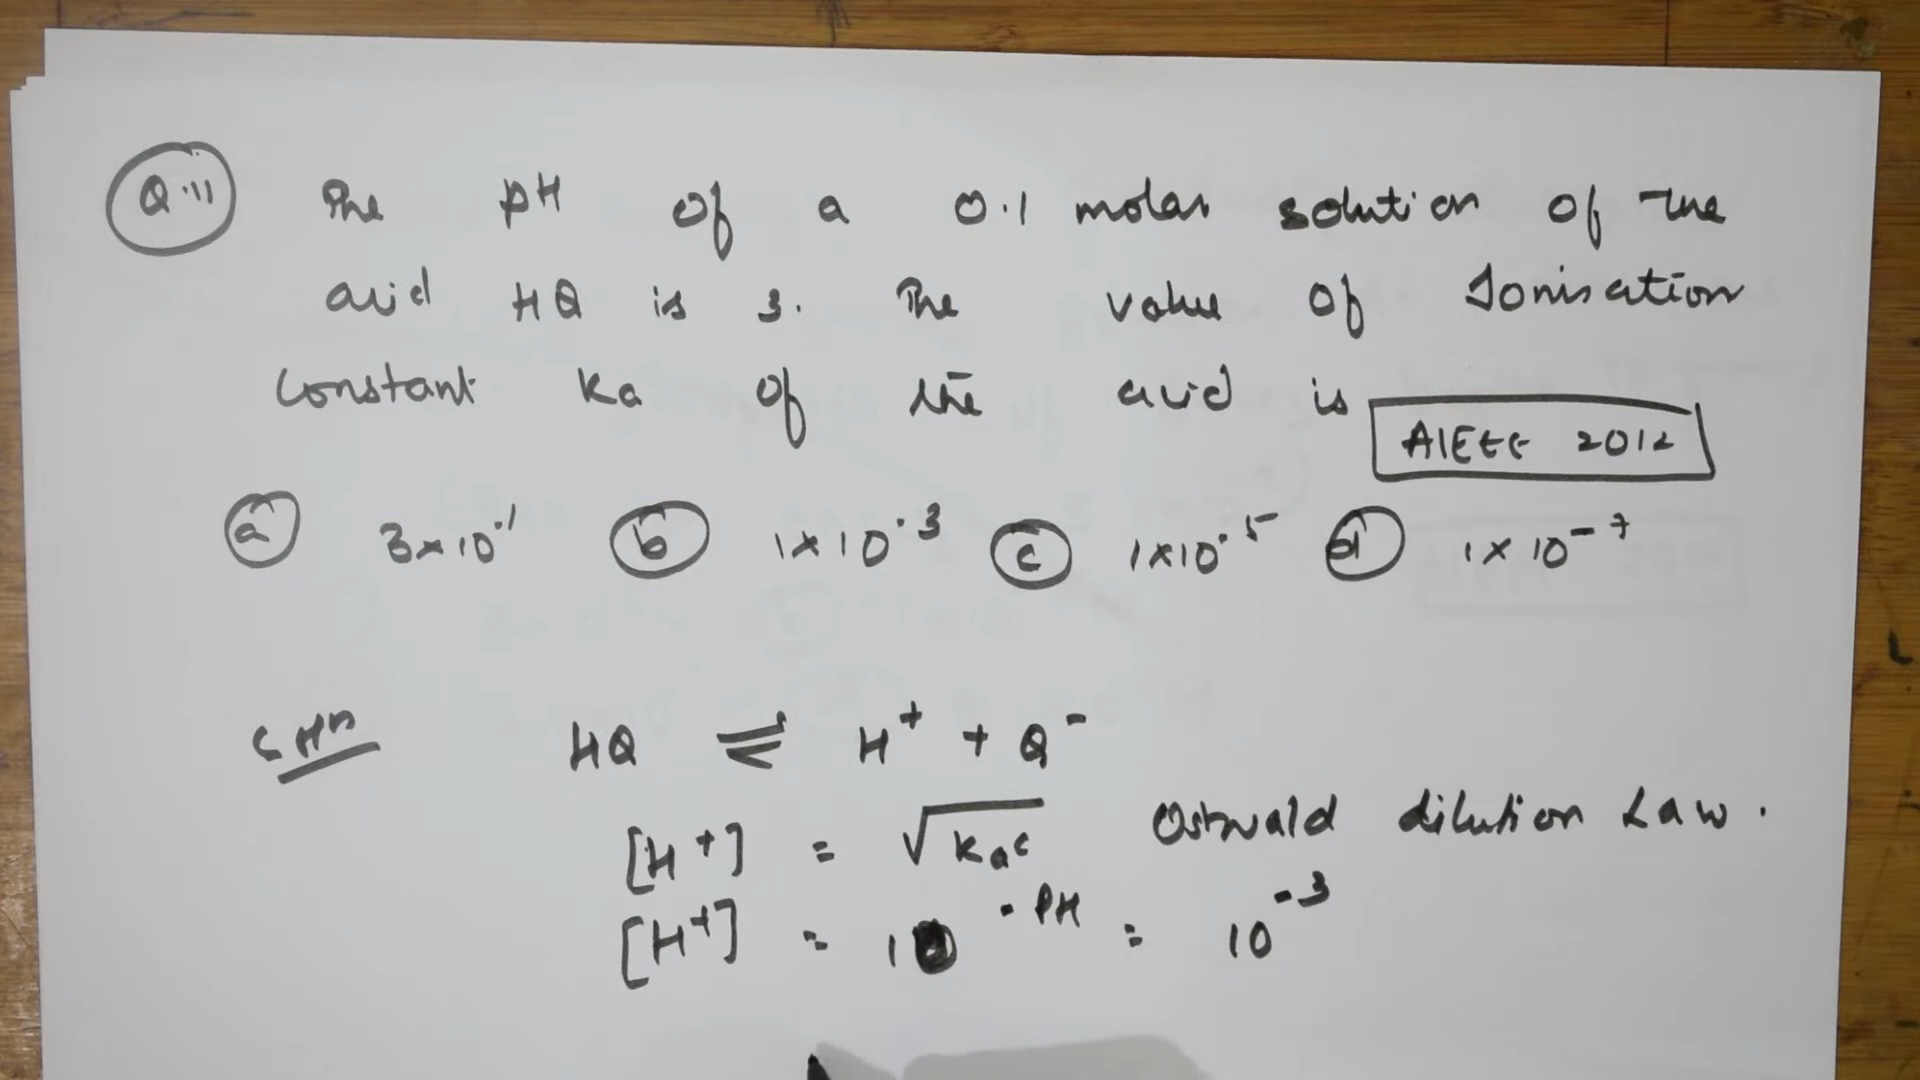 Q.11 The pH of a 0.1 molar solution of the
acid HQ is 3. The value of Ionisation
constant Ka of the acid is
AIEEE 2012
a 3×10-1 b 1×10-3 c 1×10-5 d 1×10-7
Soln HQ ⇌ H+ + Q-
[H+] = √Kac Ostwald dilution Law.
[H+] = 10-PH = 10-3